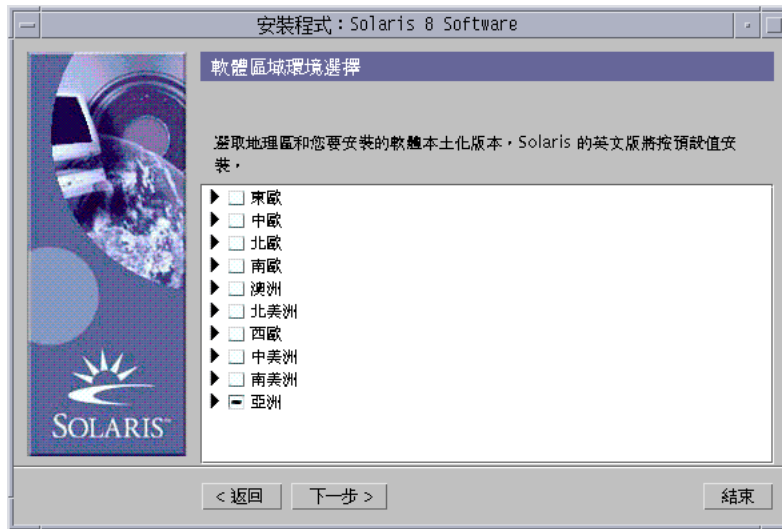 安裝程式：Solaris 8 Software
軟體區域環境選擇
選取地理區和您要安裝的軟體本土化版本，Solaris 的英文版將按預設值安
裝，
東歐
中歐
北歐
南歐
澳洲
北美洲
西歐
中美洲
南美洲
亞洲
SOLARIS™
< 返回
下一步 >
結束